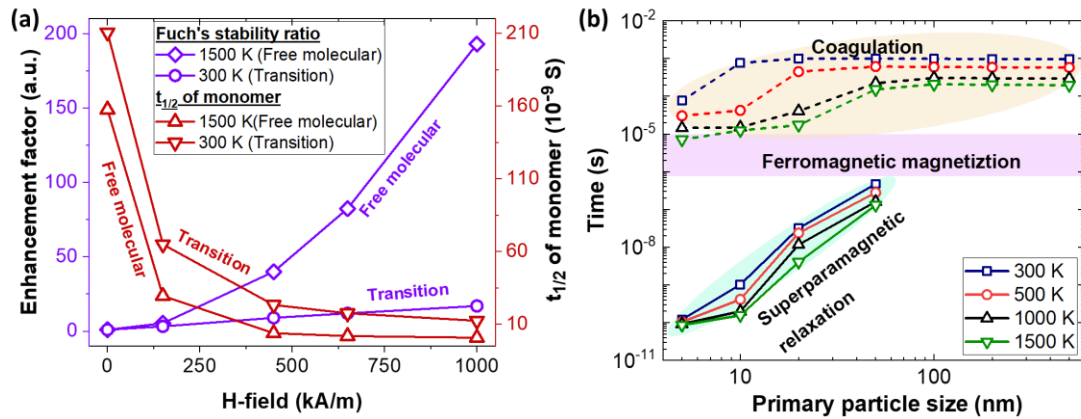 (a)
Enhancement factor (a.u.)
200
150
100
50
0
Fuch's stability ratio
1500 K (Free molecular)
300 K (Transition)
t1/2 of monomer
1500 K(Free molecular)
300 K (Transition)
Free molecular
Transition
Free molecular
Transition
210
160
110
60
10
t1/2 of monomer (10-9 S)
0
250
500
750
1000
H-field (kA/m)
(b)
Time (s)
10-2
10-5
10-8
10-11
Coagulation
Ferromagnetic magnetiztion
Superparamagnetic
relaxation
300 K
500 K
1000 K
1500 K
10
100
Primary particle size (nm)